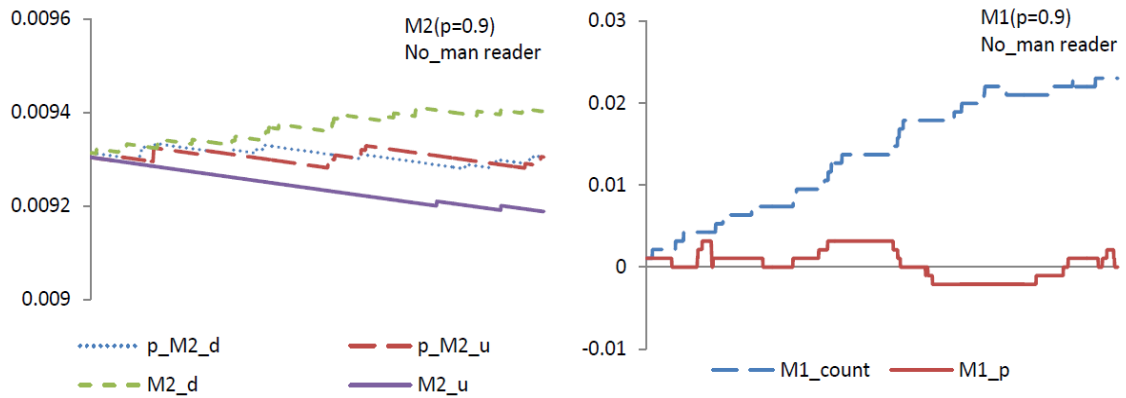 0.0096
0.0094
0.0092
0.009
M2(p=0.9)
No_man reader
p_M2_d
p_M2_u
M2_d
M2_u
0.03
0.02
0.01
0
-0.01
M1(p=0.9)
No_man reader
M1_count
M1_p